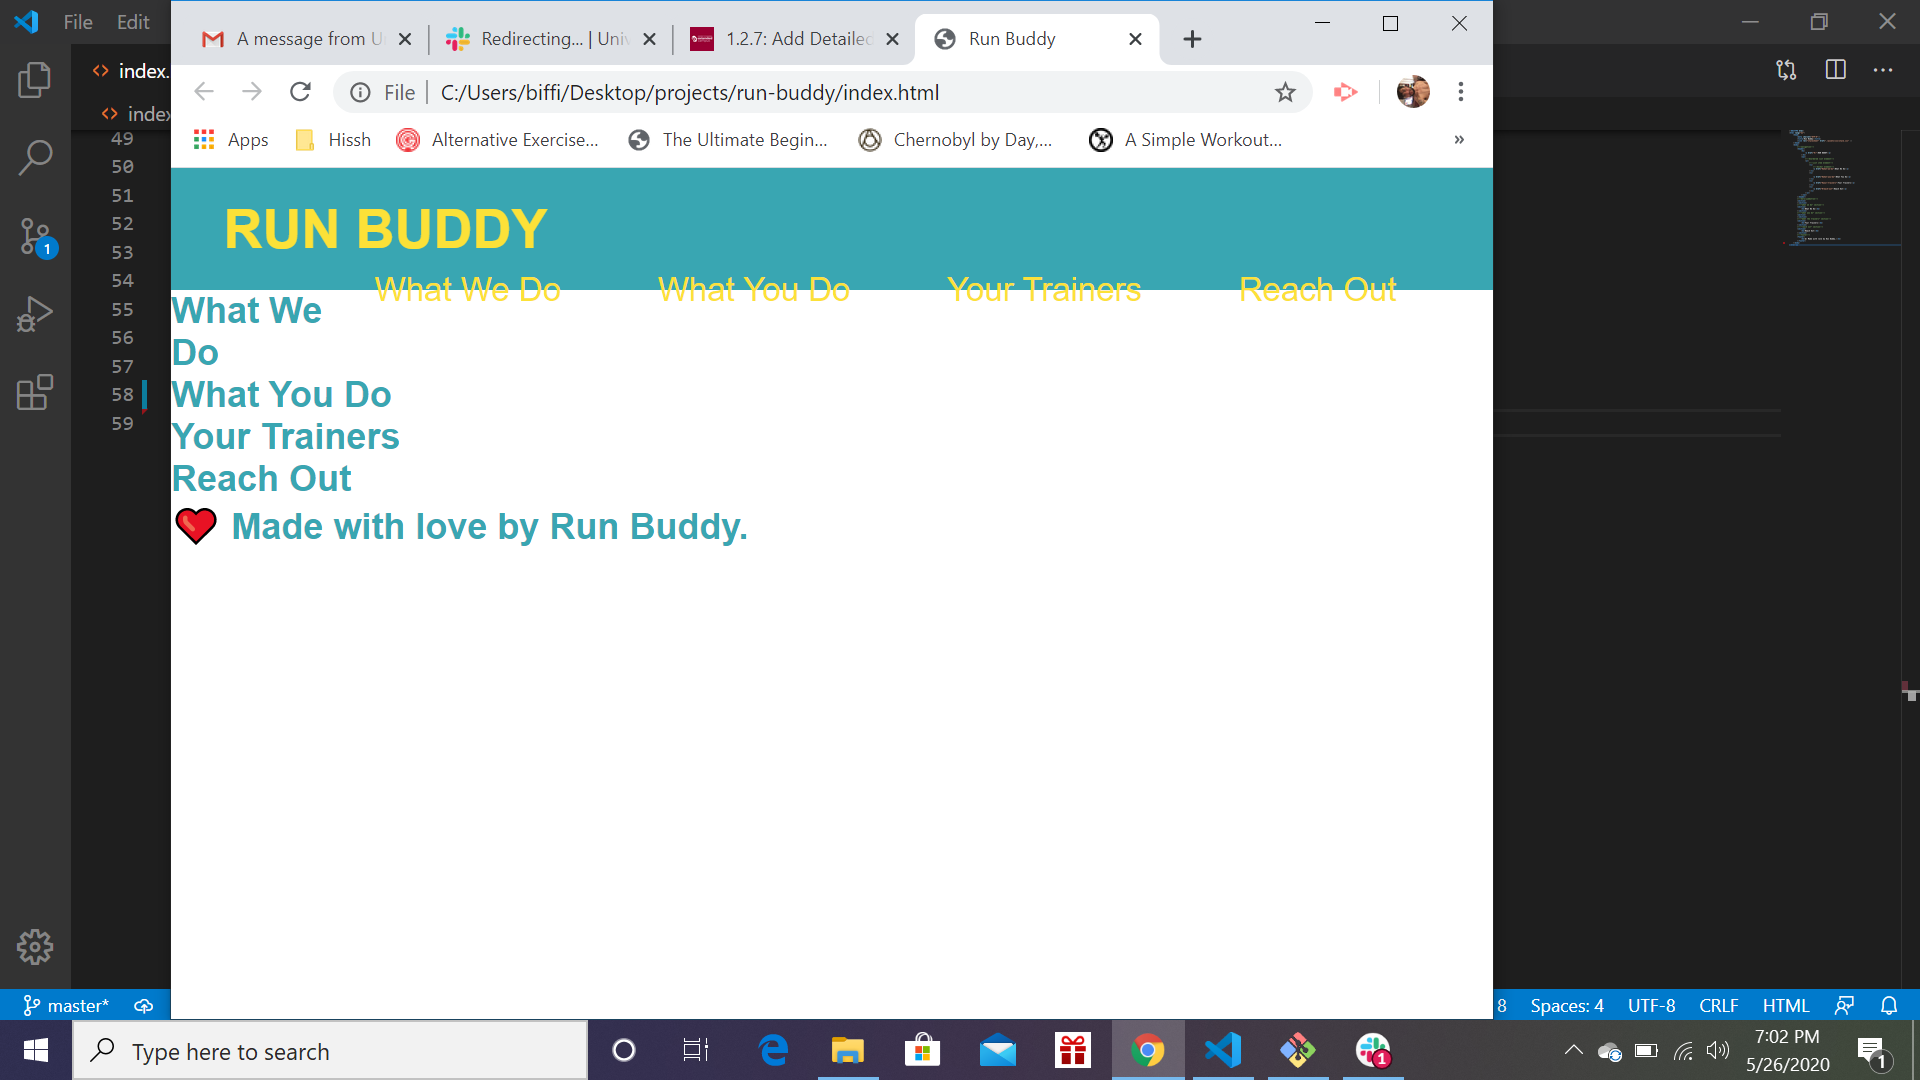 File Edit
A message from U
Redirecting... | Univ
1.2.7: Add Detailed
Run Buddy
File C:/Users/biffi/Desktop/projects/run-buddy/index.html
Apps Hissh Alternative Exercise... The Ultimate Begin... Chernobyl by Day,... A Simple Workout... »
index.
index
49
50
51
52
53
54
55
56
57
58
59
1
RUN BUDDY
What We Do What You Do Your Trainers Reach Out
What We
Do
What You Do
Your Trainers
Reach Out
❤️ Made with love by Run Buddy.
master*
8 Spaces: 4 UTF-8 CRLF HTML
Type here to search
1
7:02 PM
5/26/2020
1